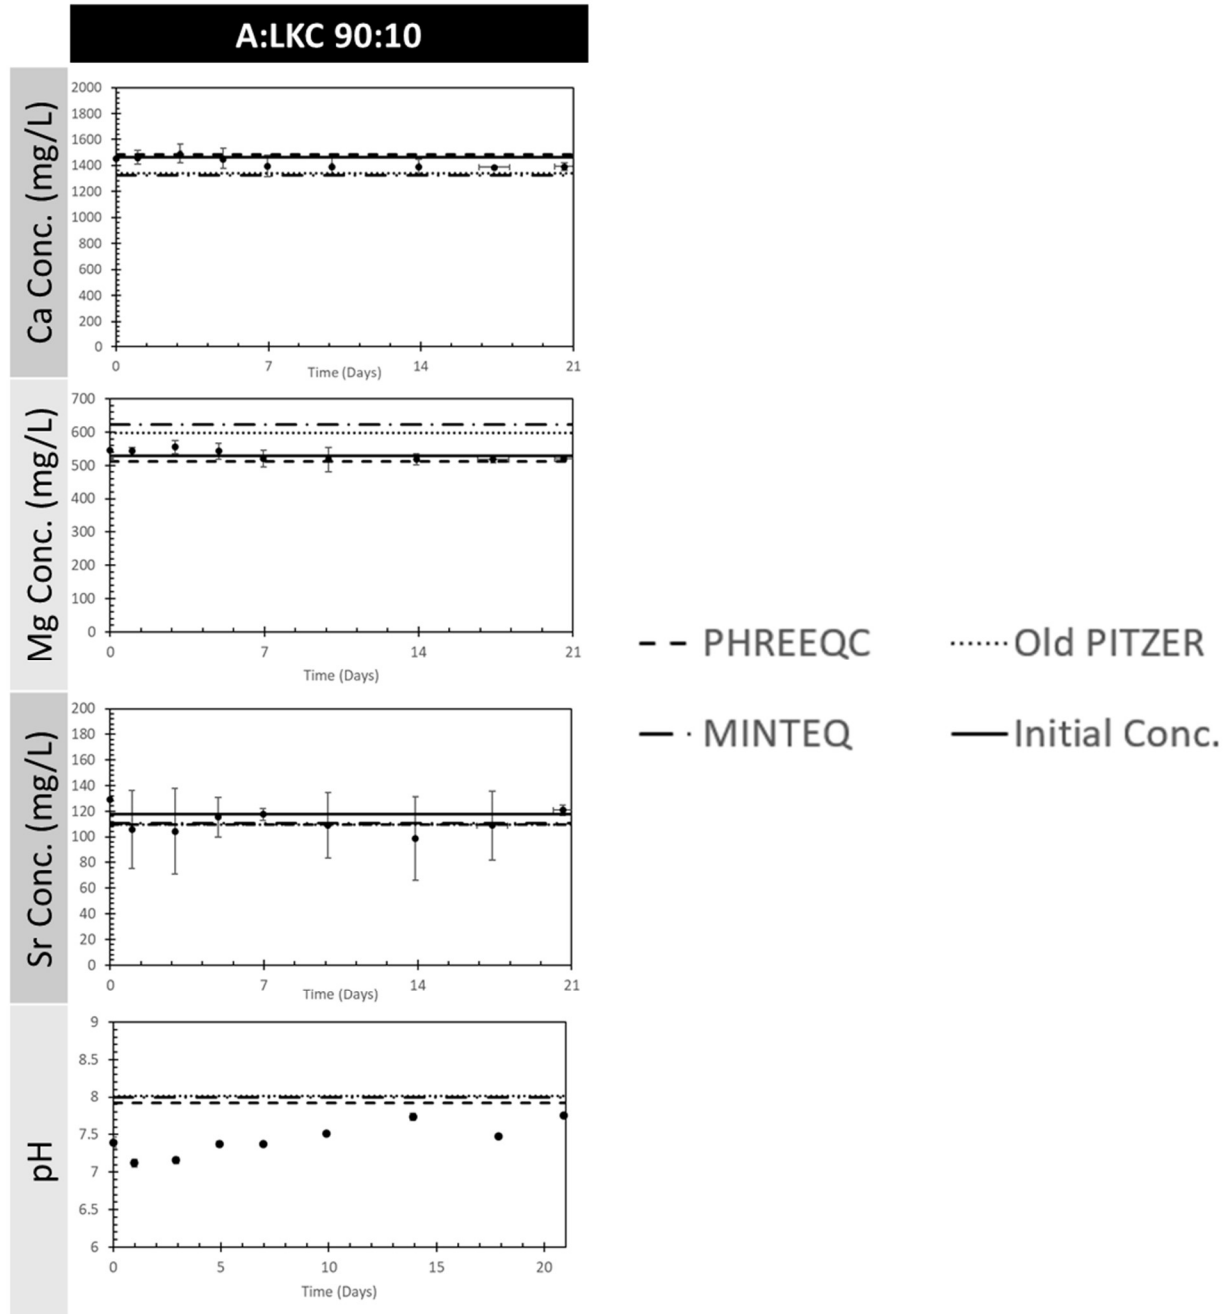 A:LKC 90:10
Ca Conc. (mg/L)
2000
1800
1600
1400
1200
1000
800
600
400
200
0
0 7 14 21
Time (Days)
Mg Conc. (mg/L)
700
600
500
400
300
200
100
0
0 7 14 21
Time (Days)
Sr Conc. (mg/L)
200
180
160
140
120
100
80
60
40
20
0
0 7 14 21
Time (Days)
pH
9
8.5
8
7.5
7
6.5
6
0 5 10 15 20
Time (Days)
PHREEQC Old PITZER
MINTEQ Initial Conc.